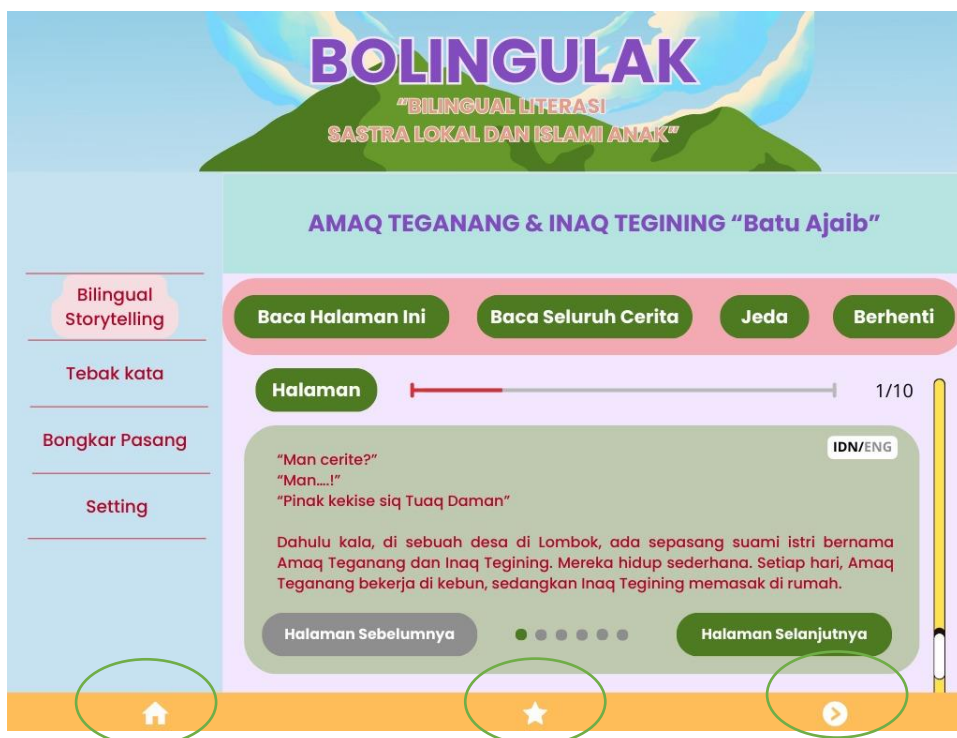 BOLINGULAK
"BILINGUAL LITERASI
SASTRA LOKAL DAN ISLAMI ANAK"
AMAQ TEGANANG & INAQ TEGINING "Batu Ajaib"
Bilingual
Storytelling
Tebak kata
Bongkar Pasang
Setting
Baca Halaman Ini
Baca Seluruh Cerita
Jeda
Berhenti
Halaman
1/10
IDN/ENG
"Man cerite?"
"Man....!"
"Pinak kekise siq Tuaq Daman"
Dahulu kala, di sebuah desa di Lombok, ada sepasang suami istri bernama
Amaq Teganang dan Inaq Tegining. Mereka hidup sederhana. Setiap hari, Amaq
Teganang bekerja di kebun, sedangkan Inaq Tegining memasak di rumah.
Halaman Sebelumnya
Halaman Selanjutnya